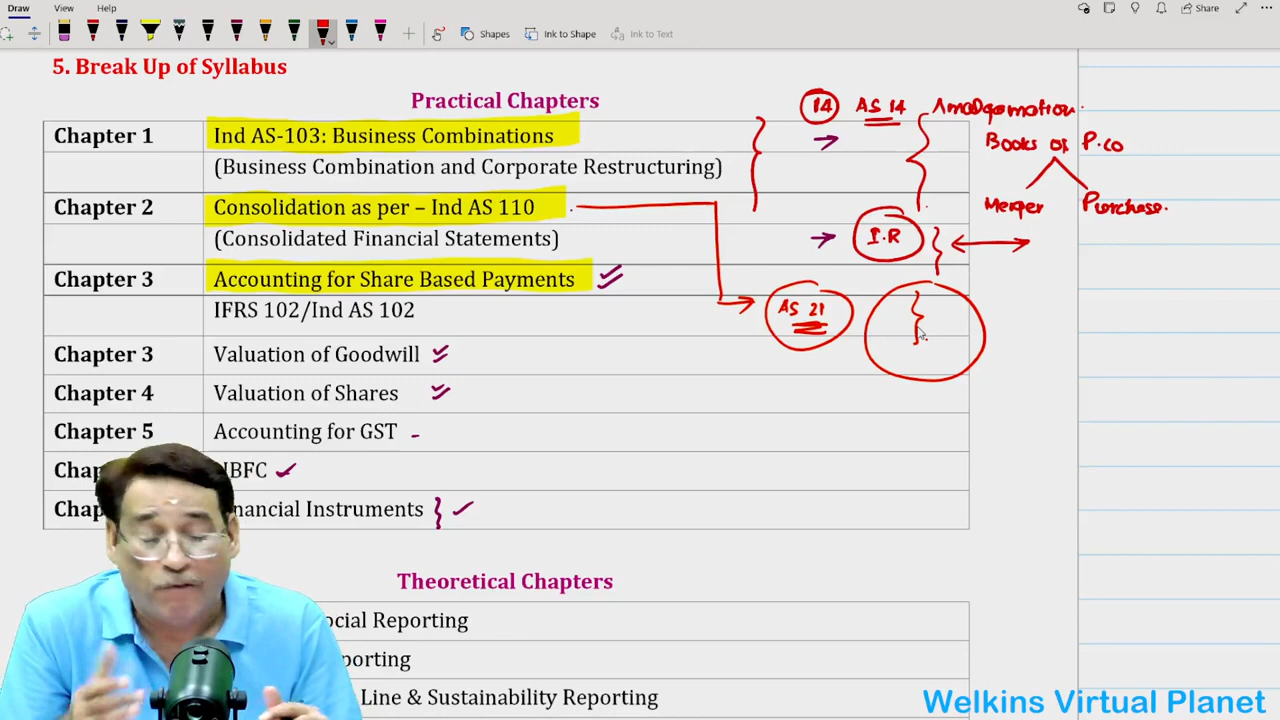 Draw View Help
Share
Shapes Ink to Shape Ink to Text
5. Break Up of Syllabus
Practical Chapters
14 AS 14 Amalgamation
Chapter 1 Ind AS-103: Business Combinations
Books of P.co
(Business Combination and Corporate Restructuring)
Chapter 2 Consolidation as per – Ind AS 110
Merger Purchase
(Consolidated Financial Statements)
I.R
Chapter 3 Accounting for Share Based Payments
IFRS 102/Ind AS 102
AS 21
Chapter 3 Valuation of Goodwill
Chapter 4 Valuation of Shares
Chapter 5 Accounting for GST
Cha BFC
Chap nancial Instruments
Theoretical Chapters
ocial Reporting
porting
Line & Sustainability Reporting
Welkins Virtual Planet